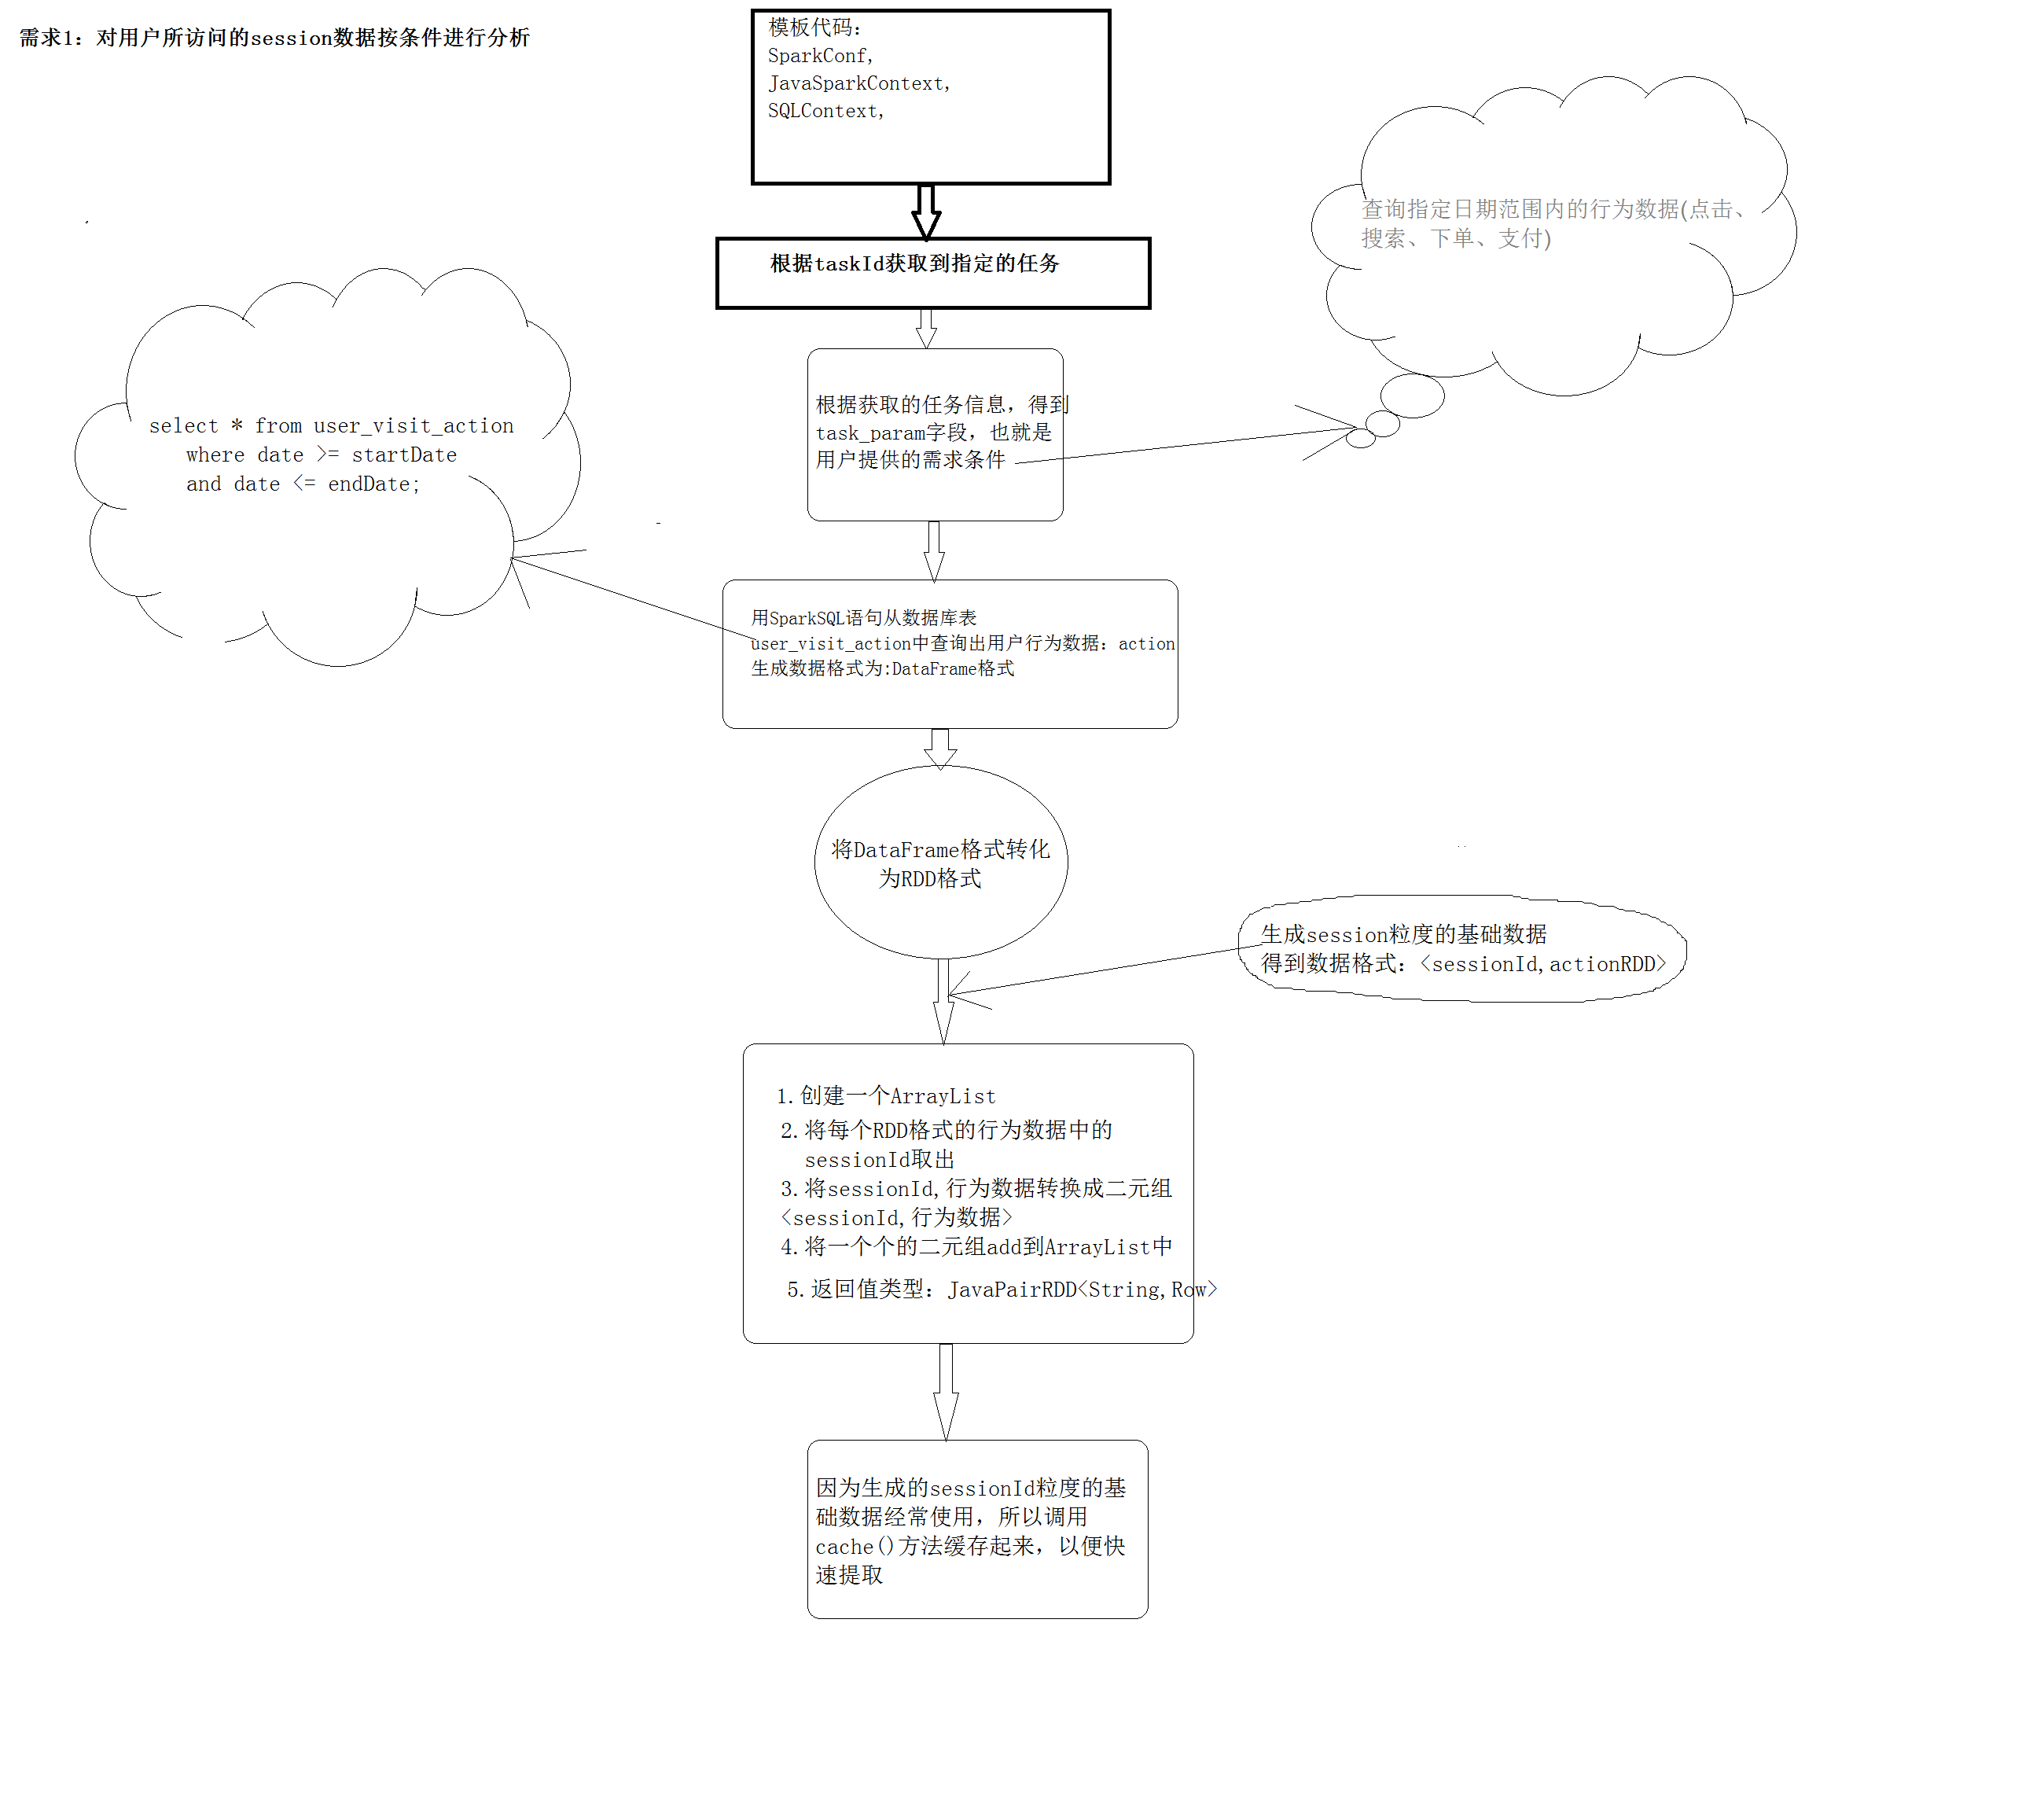 需求1：对用户所访问的session数据按条件进行分析
模板代码：
SparkConf,
JavaSparkContext,
SQLContext,
根据taskId获取到指定的任务
查询指定日期范围内的行为数据(点击、
搜索、下单、支付)
根据获取的任务信息，得到
task_param字段，也就是
用户提供的需求条件
select * from user_visit_action
where date >= startDate
and date <= endDate;
用SparkSQL语句从数据库表
user_visit_action中查询出用户行为数据：action
生成数据格式为:DataFrame格式
将DataFrame格式转化
为RDD格式
生成session粒度的基础数据
得到数据格式：<sessionId,actionRDD>
1.创建一个ArrayList
2.将每个RDD格式的行为数据中的
sessionId取出
3.将sessionId,行为数据转换成二元组
<sessionId,行为数据>
4.将一个个的二元组add到ArrayList中
5.返回值类型：JavaPairRDD<String,Row>
因为生成的sessionId粒度的基
础数据经常使用，所以调用
cache()方法缓存起来，以便快
速提取